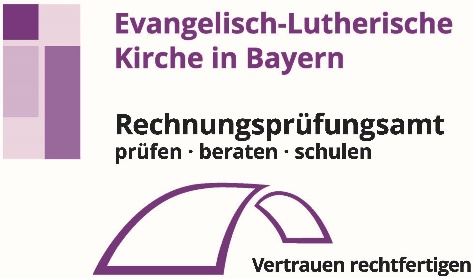 Evangelisch-Lutherische
Kirche in Bayern
Rechnungsprüfungsamt
prüfen · beraten · schulen
Vertrauen rechtfertigen